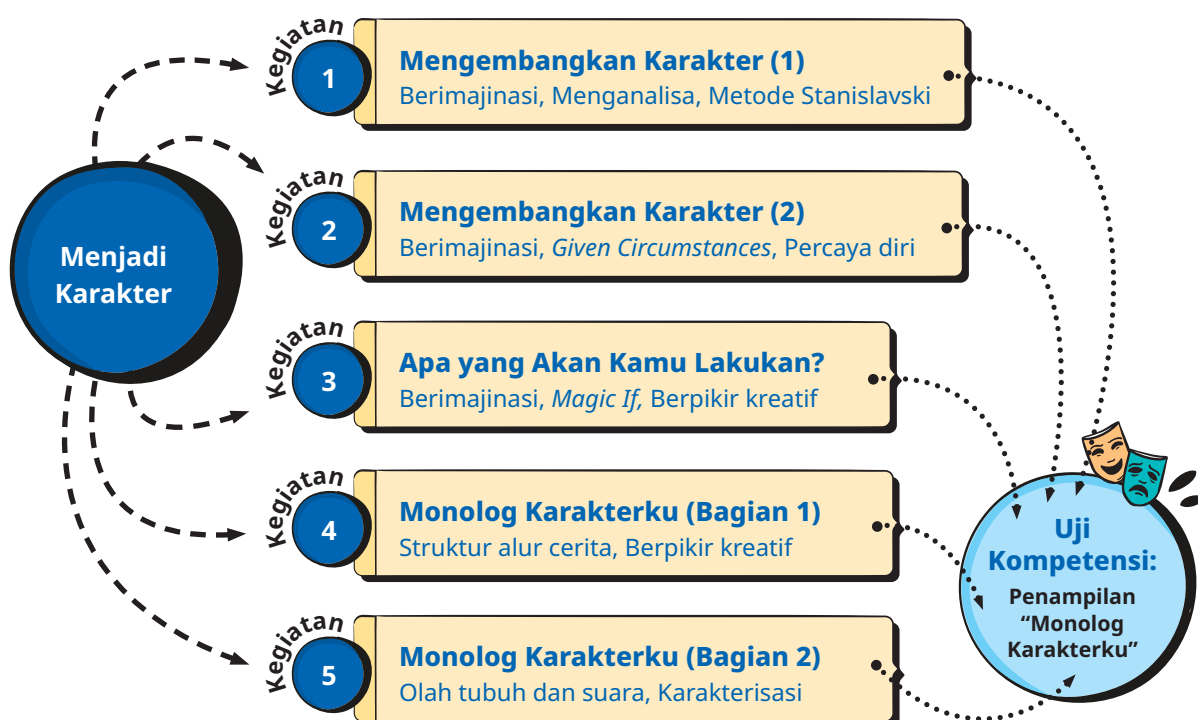 Menjadi
Karakter
Kegiatan
1
Mengembangkan Karakter (1)
Berimajinasi, Menganalisa, Metode Stanislavski
Kegiatan
2
Mengembangkan Karakter (2)
Berimajinasi, Given Circumstances, Percaya diri
Kegiatan
3
Apa yang Akan Kamu Lakukan?
Berimajinasi, Magic If, Berpikir kreatif
Kegiatan
4
Monolog Karakterku (Bagian 1)
Struktur alur cerita, Berpikir kreatif
Kegiatan
5
Monolog Karakterku (Bagian 2)
Olah tubuh dan suara, Karakterisasi
Uji
Kompetensi:
Penampilan
“Monolog
Karakterku”